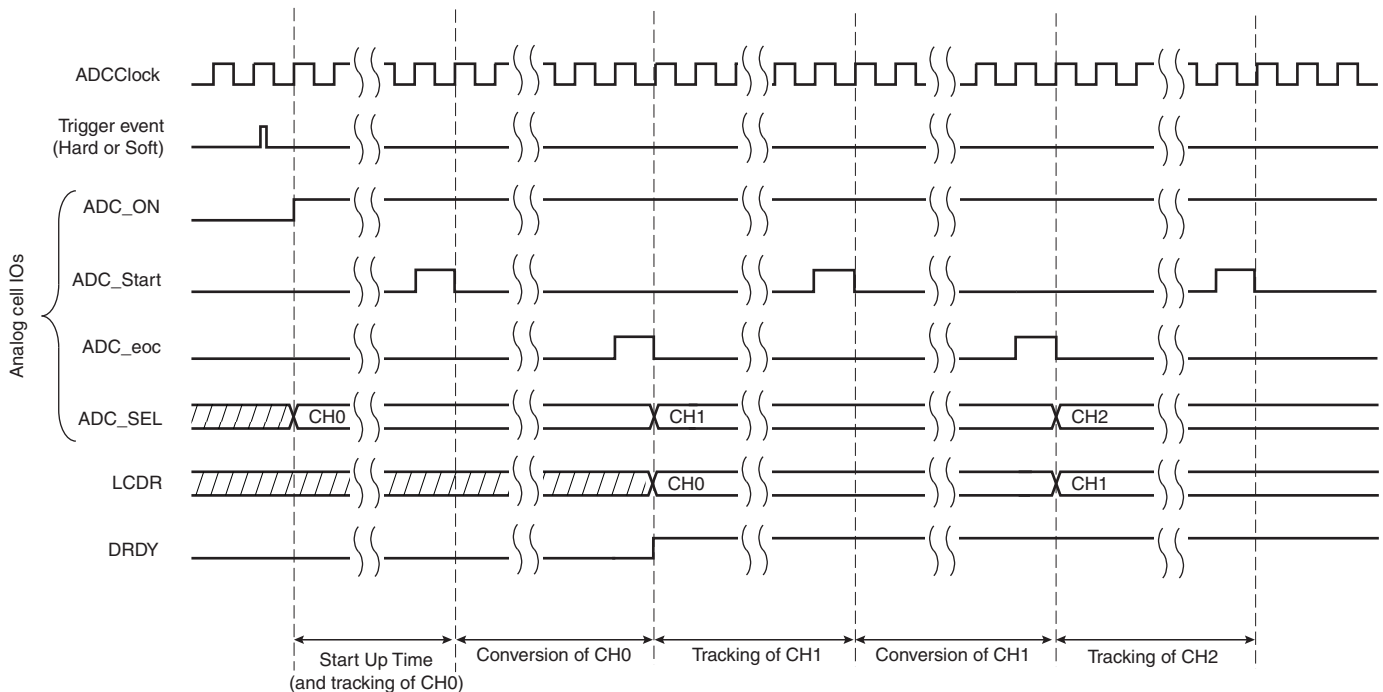 ADCClock
Trigger event
(Hard or Soft)
Analog cell IOs
ADC_ON
ADC_Start
ADC_eoc
ADC_SEL
CH0
CH1
CH2
LCDR
CH0
CH1
DRDY
Start Up Time
(and tracking of CH0)
Conversion of CH0
Tracking of CH1
Conversion of CH1
Tracking of CH2